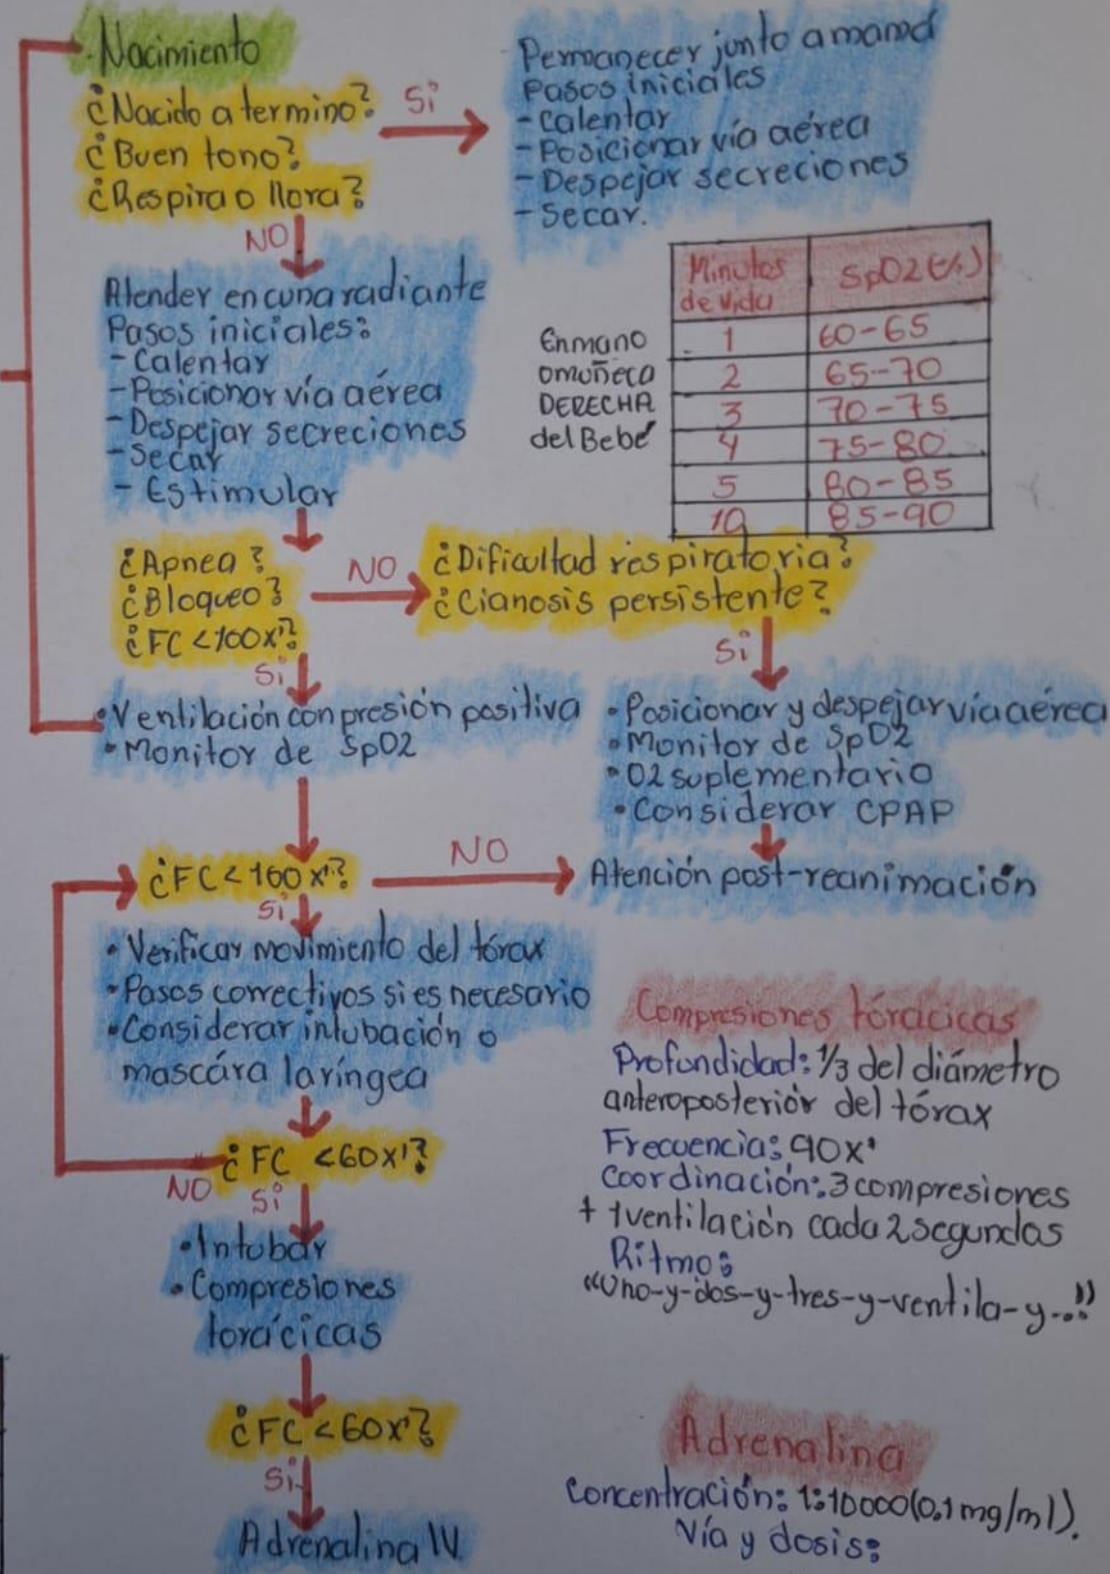 Nacimiento
¿Nacido a termino?
¿Buen tono?
¿Respira o llora?
Sí
Permanecer junto a mamá
Pasos iniciales
- Calentar
- Posicionar vía aérea
- Despejar secreciones
- Secar.
NO
Atender en cuna radiante
Pasos iniciales:
- Calentar
- Posicionar vía aérea
- Despejar secreciones
- Secar
- Estimular
En mano
o muñeca
DERECHA
del Bebé
Minutos de vida SpO2 (%)
1 60-65
2 65-70
3 70-75
4 75-80
5 80-85
10 85-90
¿Apnea?
¿Bloqueo?
¿FC <100x'?
NO
¿Dificultad respiratoria?
¿Cianosis persistente?
Sí
Sí
• Ventilación con presión positiva
• Monitor de SpO2
• Posicionar y despejar vía aérea
• Monitor de SpO2
• O2 suplementario
• Considerar CPAP
¿FC <100x'?
NO
Atención post-reanimación
Sí
• Verificar movimiento del tórax
• Pasos correctivos si es necesario
• Considerar intubación o
mascára laríngea
¿FC <60x'?
NO
Sí
• Intubar
• Compresiones
torácicas
¿FC <60x'?
Sí
Adrenalina IV
Compresiones tóracicas
Profundidad: 1/3 del diámetro
anteroposterior del tórax
Frecuencia: 90x'
Coordinación: 3 compresiones
+ 1 ventilación cada 2 segundos
Ritmo:
"Uno-y-dos-y-tres-y-ventila-y..."
Adrenalina
Concentración: 1:10000 (0,1 mg/ml).
Vía y dosis: